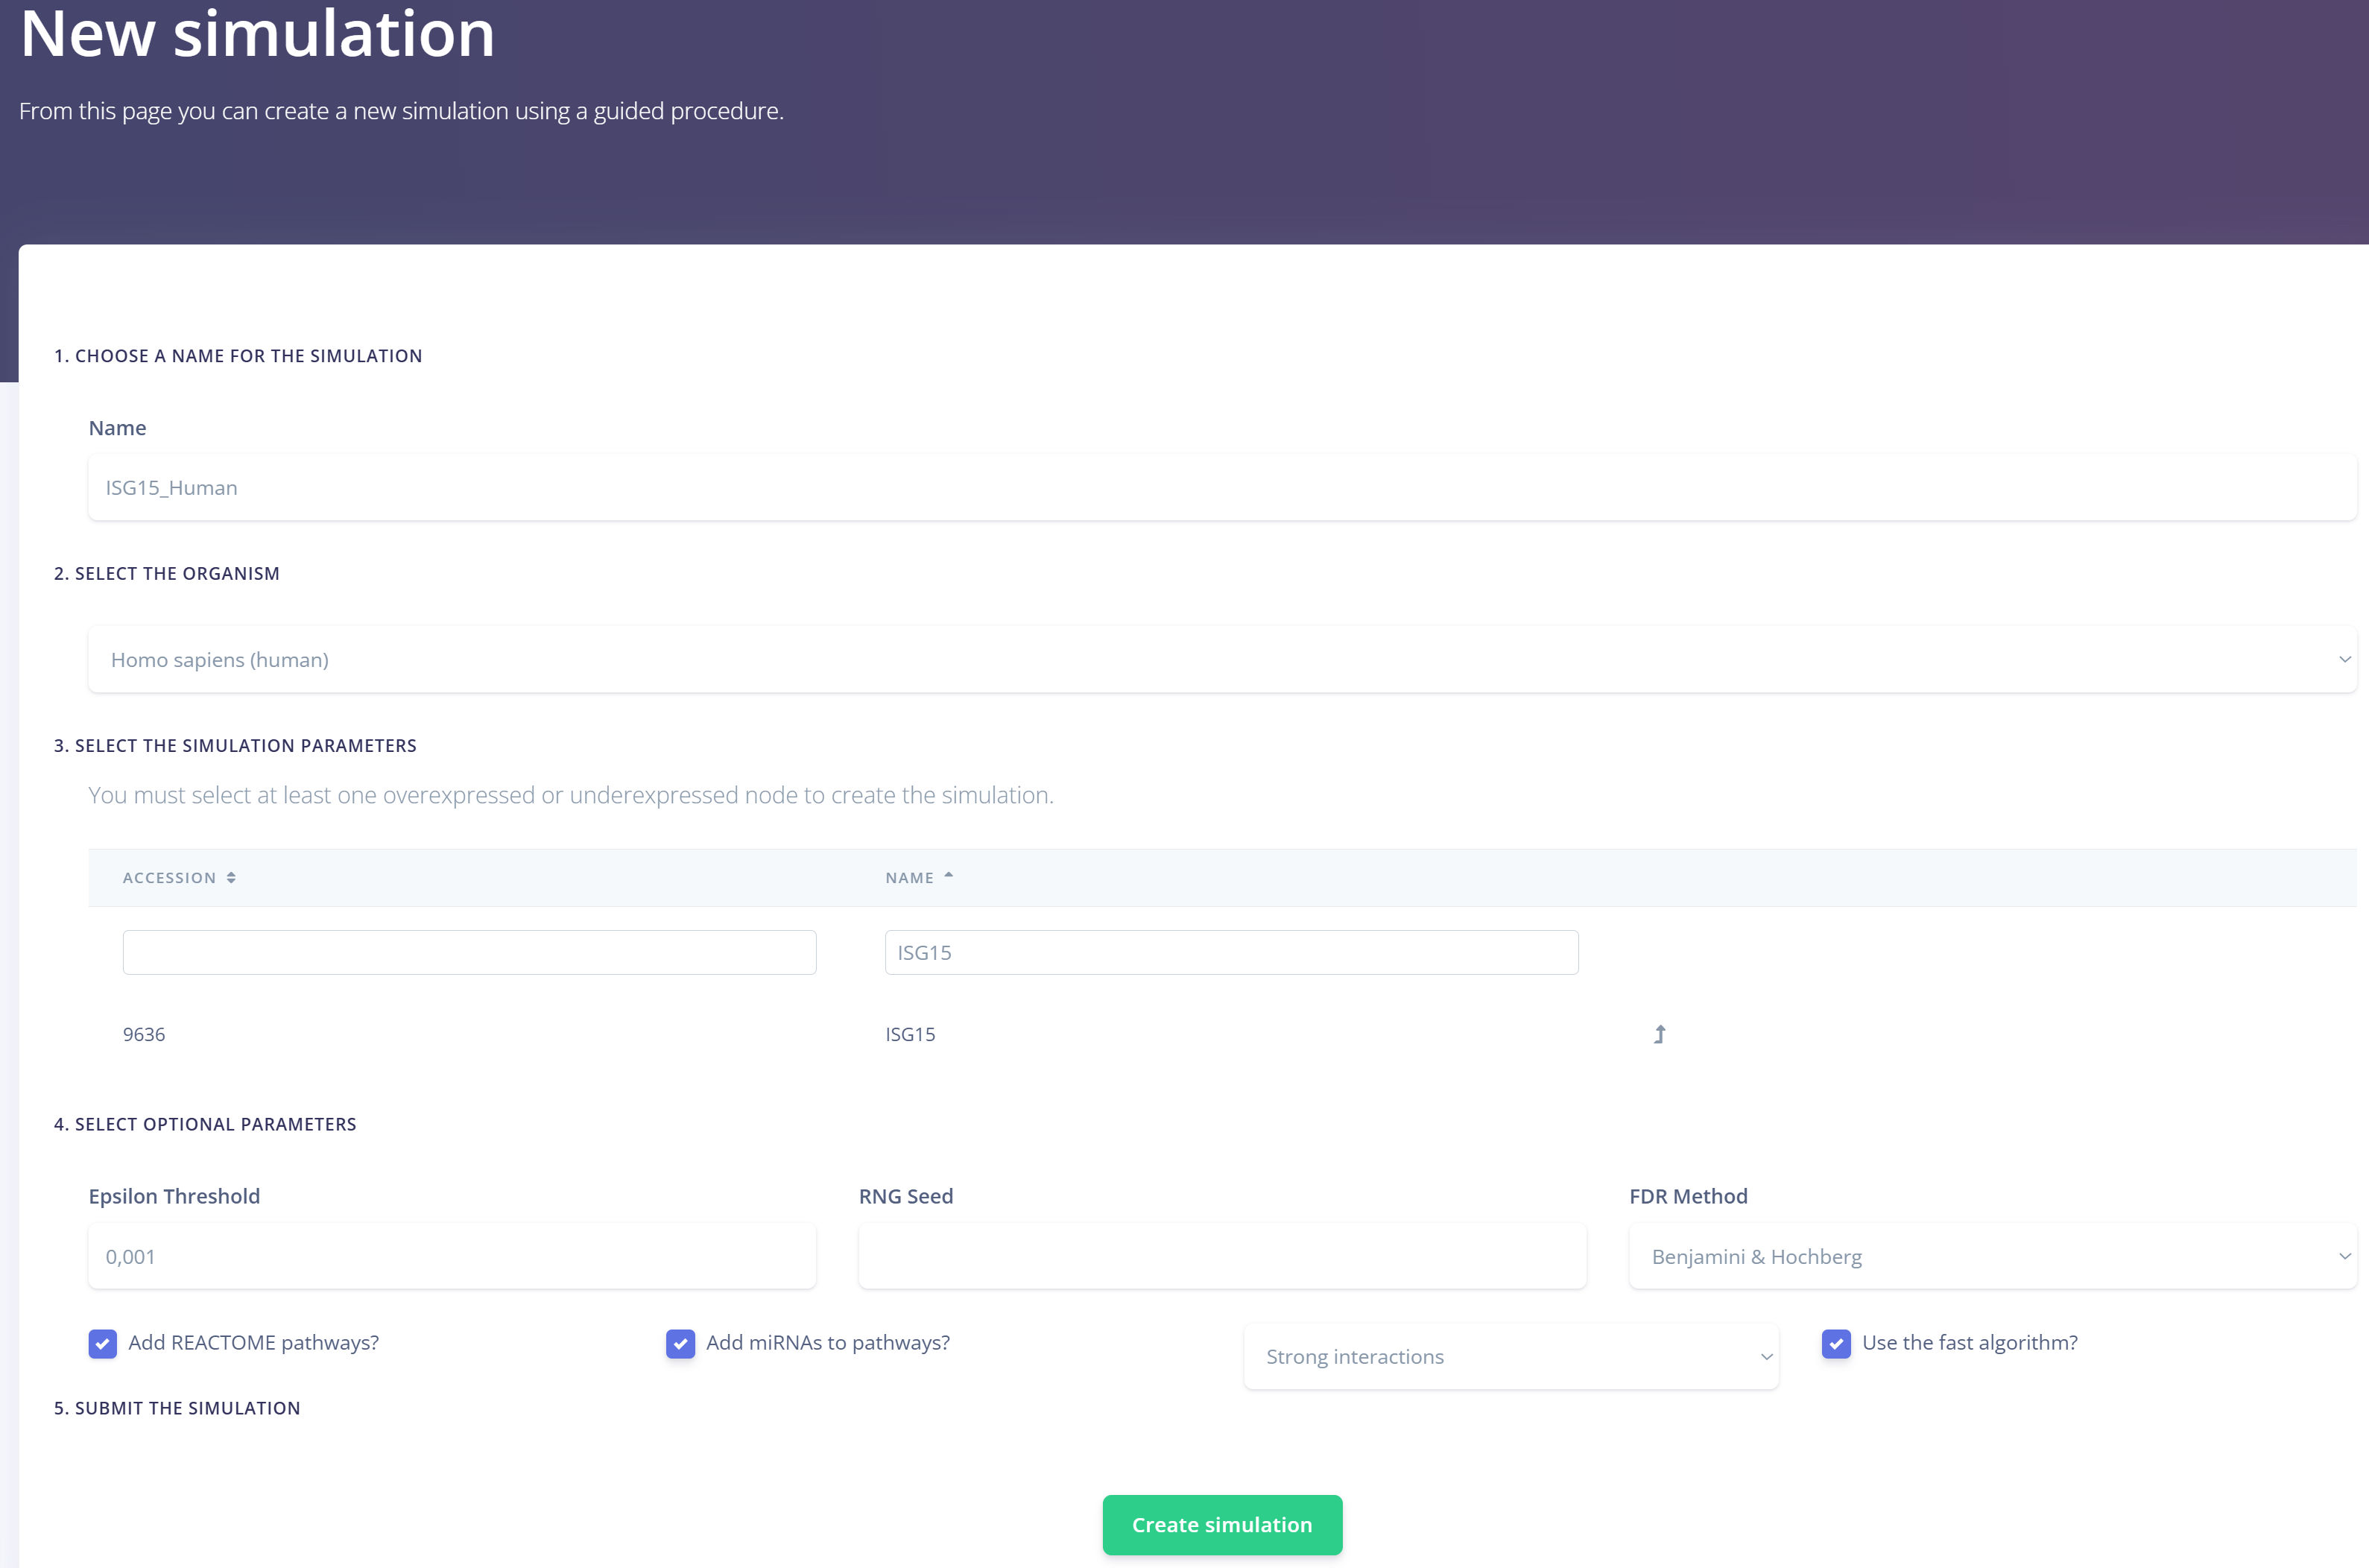 New simulation
From this page you can create a new simulation using a guided procedure.
1. CHOOSE A NAME FOR THE SIMULATION
Name
ISG15_Human
2. SELECT THE ORGANISM
Homo sapiens (human)
3. SELECT THE SIMULATION PARAMETERS
You must select at least one overexpressed or underexpressed node to create the simulation.
ACCESSION NAME
ISG15
9636 ISG15
4. SELECT OPTIONAL PARAMETERS
Epsilon Threshold RNG Seed FDR Method
0,001 Benjamini & Hochberg
Add REACTOME pathways? Add miRNAs to pathways? Strong interactions Use the fast algorithm?
5. SUBMIT THE SIMULATION
Create simulation